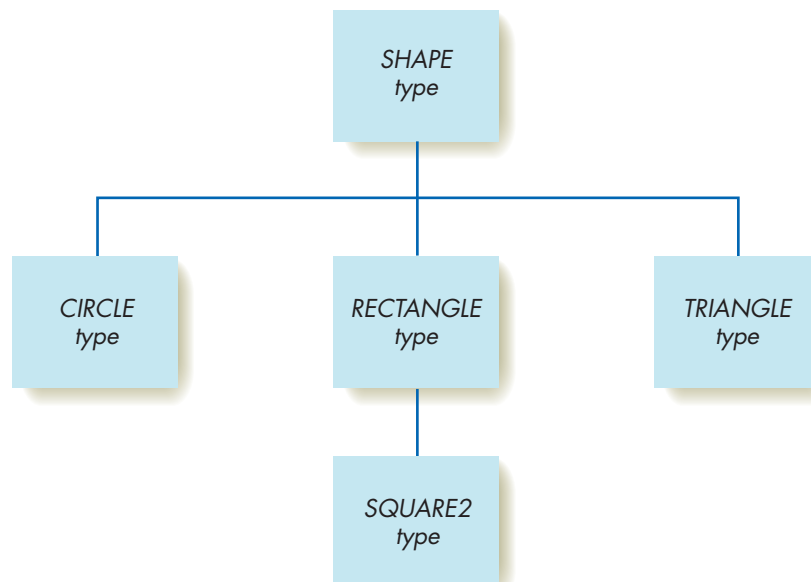 SHAPE
type
CIRCLE
type
RECTANGLE
type
TRIANGLE
type
SQUARE2
type